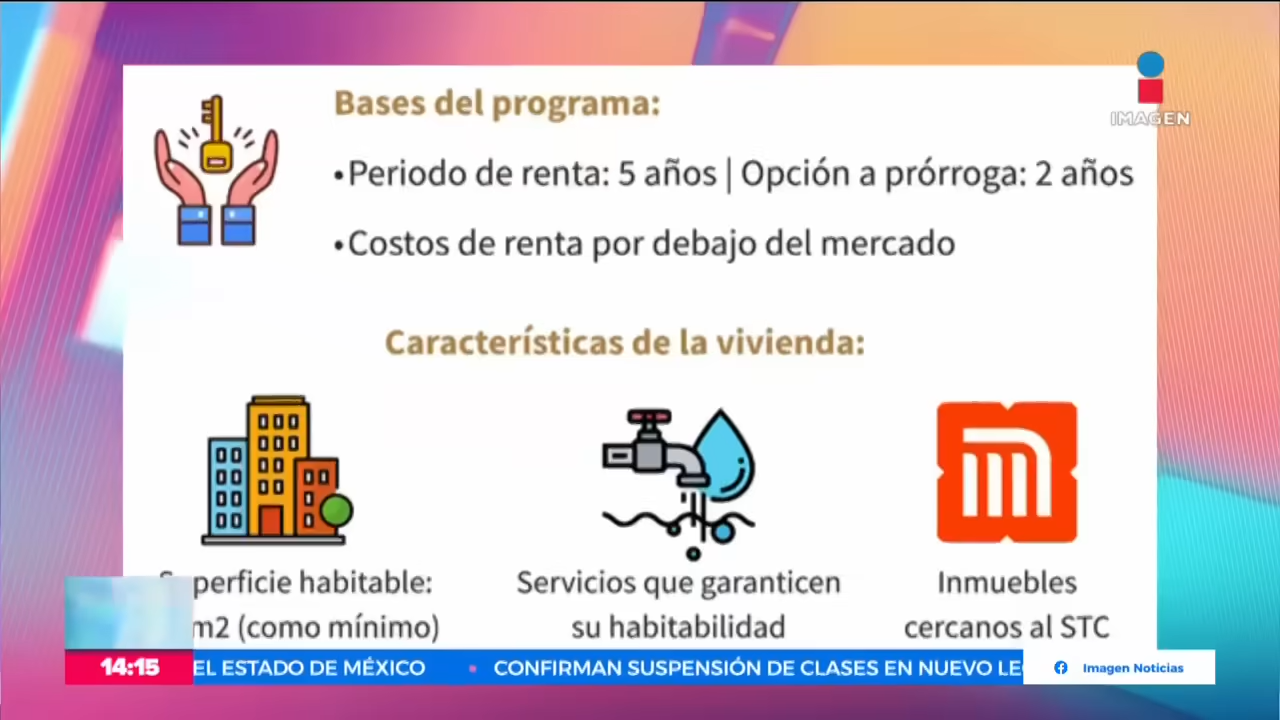 Bases del programa:
IMAGEN
•Periodo de renta: 5 años | Opción a prórroga: 2 años
•Costos de renta por debajo del mercado
Características de la vivienda:
perficie habitable:
m2 (como mínimo)
Servicios que garanticen
su habitabilidad
Inmuebles
cercanos al STC
14:15
EL ESTADO DE MÉXICO • CONFIRMAN SUSPENSIÓN DE CLASES EN NUEVO LE
Imagen Noticias